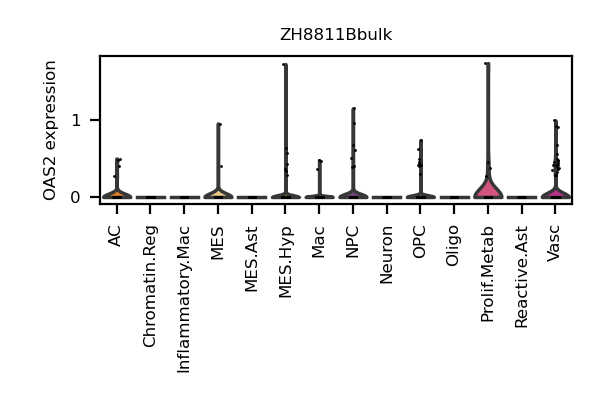 ZH8811Bbulk
OAS2 expression
1
0
AC
Chromatin.Reg
Inflammatory.Mac
MES
MES.Ast
MES.Hyp
Mac
NPC
Neuron
OPC
Oligo
Prolif.Metab
Reactive.Ast
Vasc